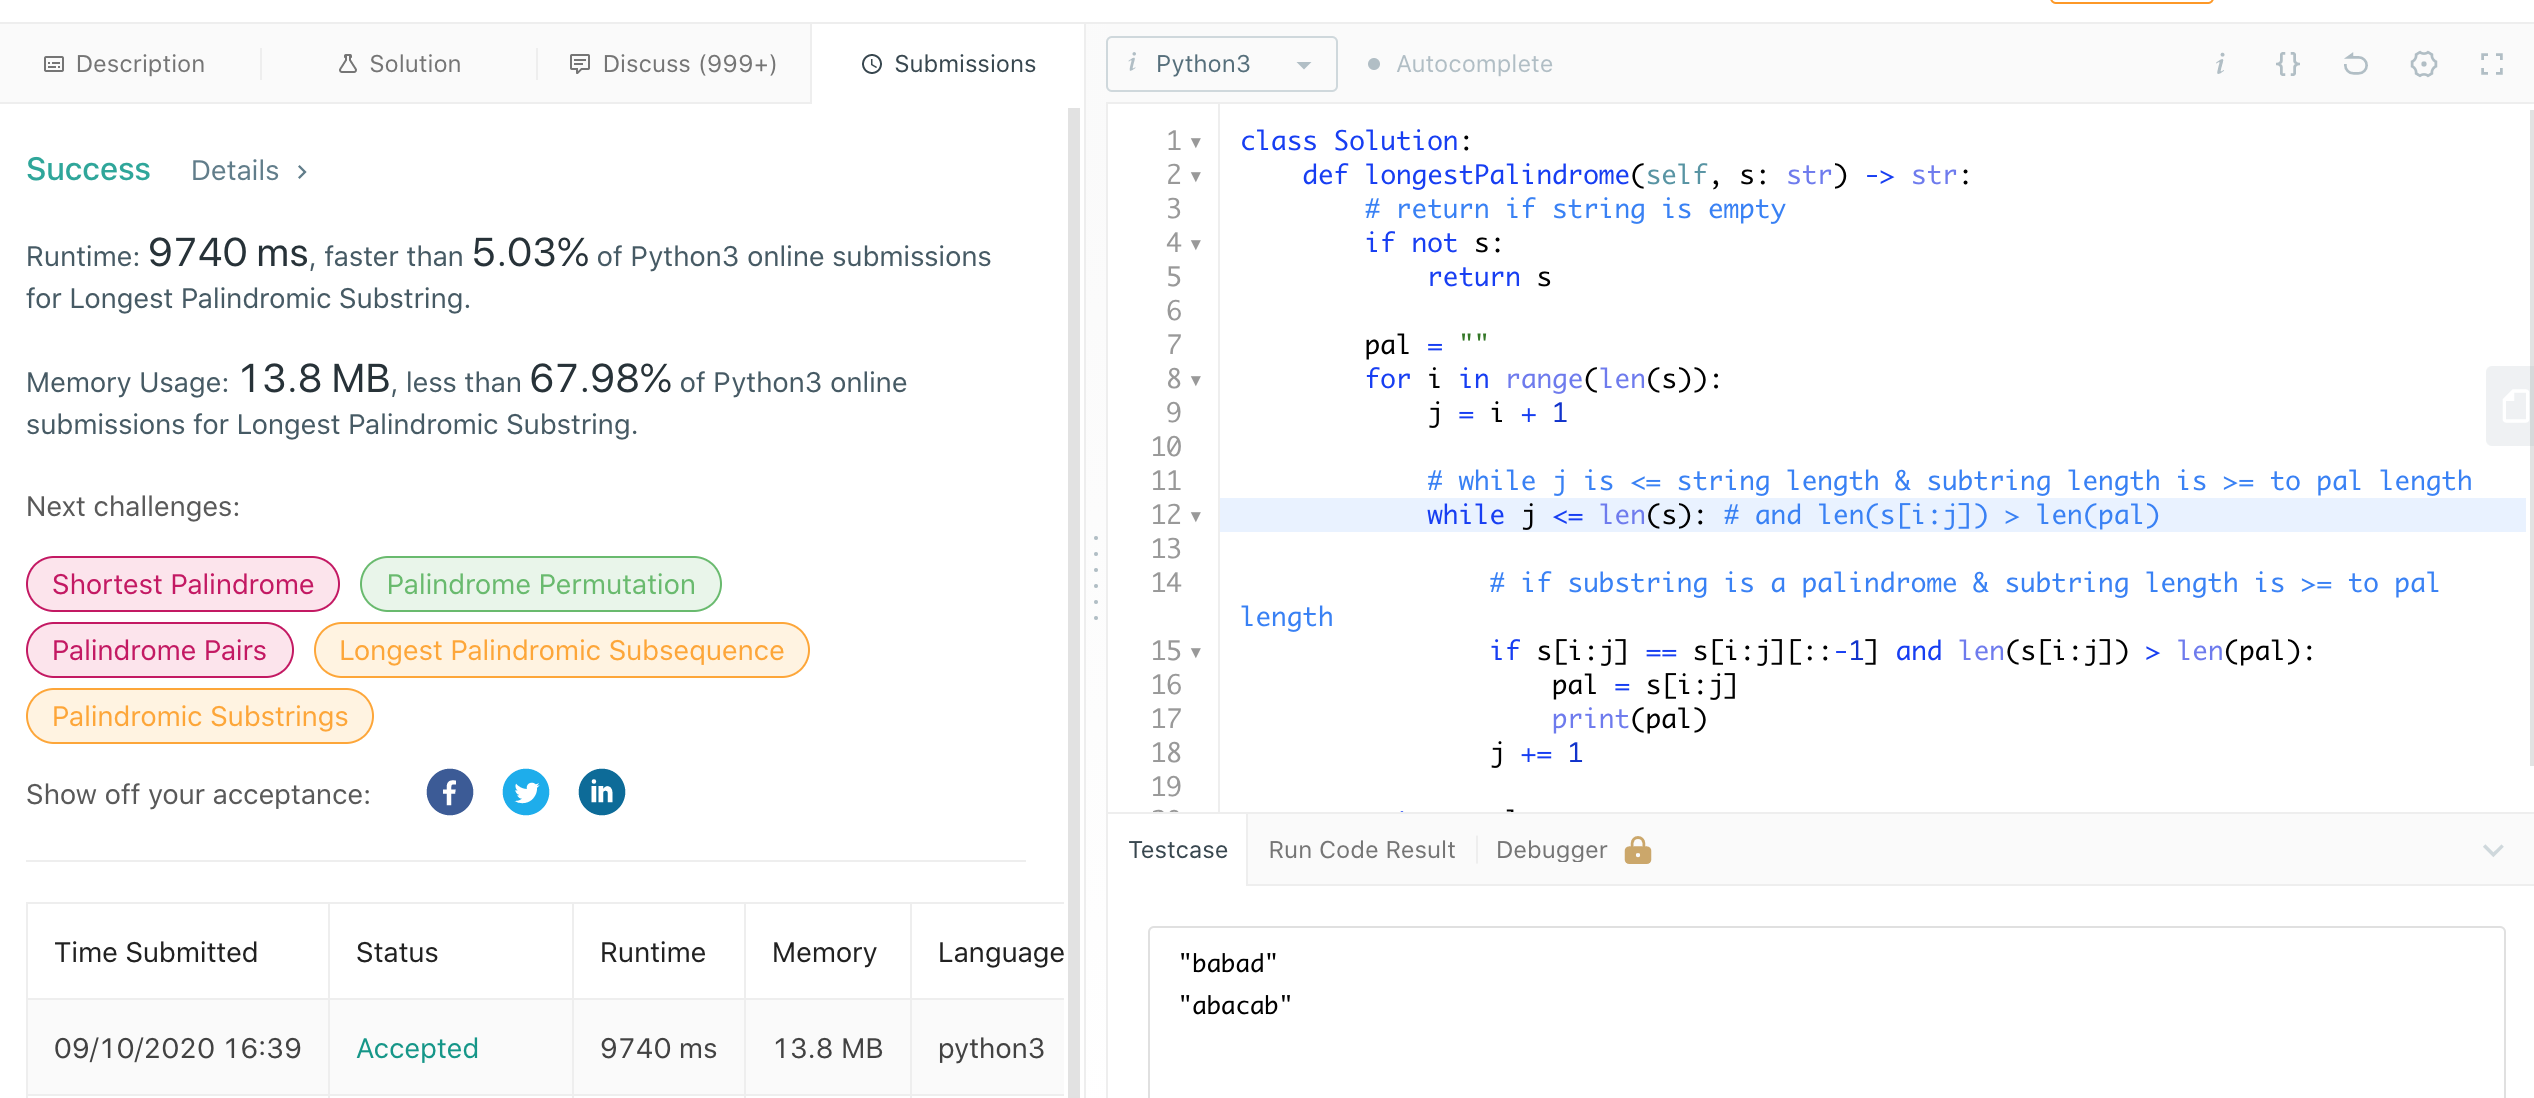 Description
Solution
Discuss (999+)
Submissions
Success
Details >
Runtime: 9740 ms, faster than 5.03% of Python3 online submissions
for Longest Palindromic Substring.
Memory Usage: 13.8 MB, less than 67.98% of Python3 online
submissions for Longest Palindromic Substring.
Next challenges:
Shortest Palindrome
Palindrome Permutation
Palindrome Pairs
Longest Palindromic Subsequence
Palindromic Substrings
Show off your acceptance:
Time Submitted Status Runtime Memory Language
09/10/2020 16:39 Accepted 9740 ms 13.8 MB python3
i Python3
Autocomplete
i {}
1 class Solution:
2     def longestPalindrome(self, s: str) -> str:
3         # return if string is empty
4         if not s:
5             return s
6
7         pal = ""
8         for i in range(len(s)):
9             j = i + 1
10
11             # while j is <= string length & subtring length is >= to pal length
12             while j <= len(s): # and len(s[i:j]) > len(pal)
13
14                 # if substring is a palindrome & subtring length is >= to pal
length
15                 if s[i:j] == s[i:j][::-1] and len(s[i:j]) > len(pal):
16                     pal = s[i:j]
17                     print(pal)
18                 j += 1
19
Testcase
Run Code Result
Debugger
"babad"
"abacab"